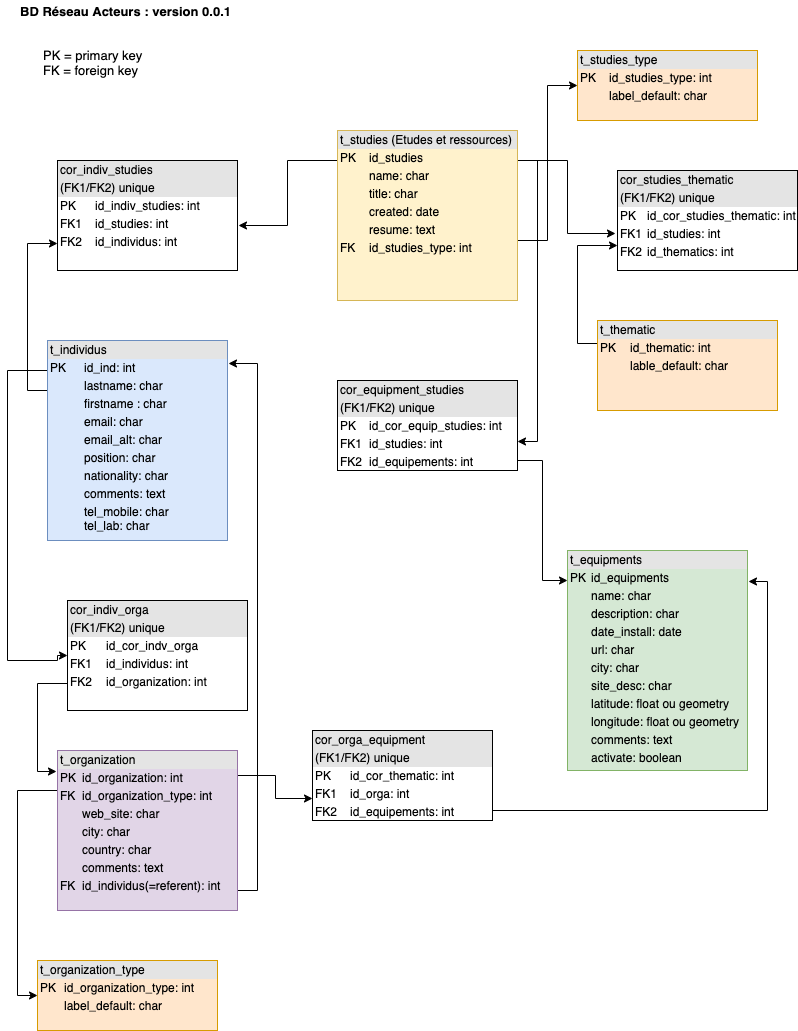 BD Réseau Acteurs : version 0.0.1
PK = primary key
FK = foreign key
t_studies_type
PK id_studies_type: int
label_default: char
t_studies (Etudes et ressources)
PK id_studies
name: char
title: char
created: date
resume: text
FK id_studies_type: int
cor_indiv_studies
(FK1/FK2) unique
PK id_indiv_studies: int
FK1 id_studies: int
FK2 id_individus: int
cor_studies_thematic
(FK1/FK2) unique
PK id_cor_studies_thematic: int
FK1 id_studies: int
FK2 id_thematics: int
t_thematic
PK id_thematic: int
lable_default: char
t_individus
PK id_ind: int
lastname: char
firstname : char
email: char
email_alt: char
position: char
nationality: char
comments: text
tel_mobile: char
tel_lab: char
cor_equipment_studies
(FK1/FK2) unique
PK id_cor_equip_studies: int
FK1 id_studies: int
FK2 id_equipements: int
t_equipments
PK id_equipments
name: char
description: char
date_install: date
url: char
city: char
site_desc: char
latitude: float ou geometry
longitude: float ou geometry
comments: text
activate: boolean
cor_indiv_orga
(FK1/FK2) unique
PK id_cor_indv_orga
FK1 id_individus: int
FK2 id_organization: int
t_organization
PK id_organization: int
FK id_organization_type: int
web_site: char
city: char
country: char
comments: text
FK id_individus(=referent): int
cor_orga_equipment
(FK1/FK2) unique
PK id_cor_thematic: int
FK1 id_orga: int
FK2 id_equipements: int
t_organization_type
PK id_organization_type: int
label_default: char